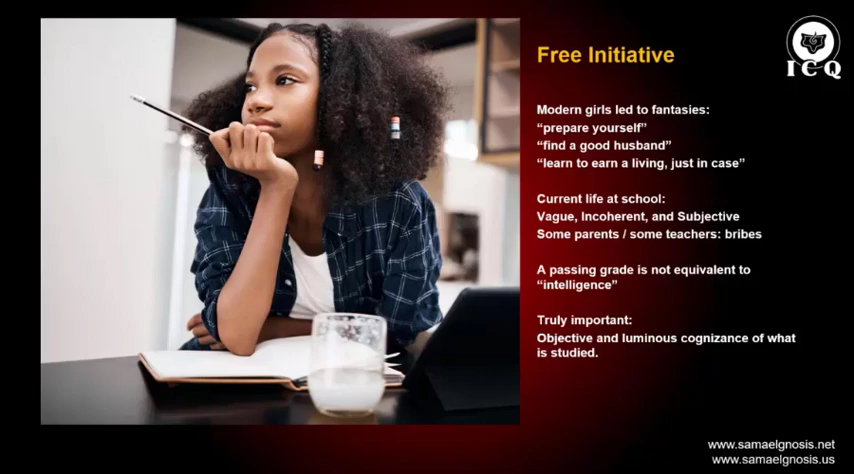 Free Initiative
ICQ
Modern girls led to fantasies:
“prepare yourself”
“find a good husband”
“learn to earn a living, just in case”
Current life at school:
Vague, Incoherent, and Subjective
Some parents / some teachers: bribes
A passing grade is not equivalent to
“intelligence”
Truly important:
Objective and luminous cognizance of what
is studied.
www.samaelgnosis.net
www.samaelgnosis.us